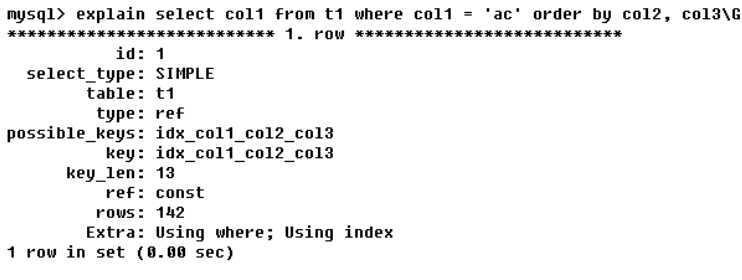 mysql> explain select col1 from t1 where col1 = 'ac' order by col2, col3\G
*************************** 1. row ***************************
id: 1
select_type: SIMPLE
table: t1
type: ref
possible_keys: idx_col1_col2_col3
key: idx_col1_col2_col3
key_len: 13
ref: const
rows: 142
Extra: Using where; Using index
1 row in set (0.00 sec)